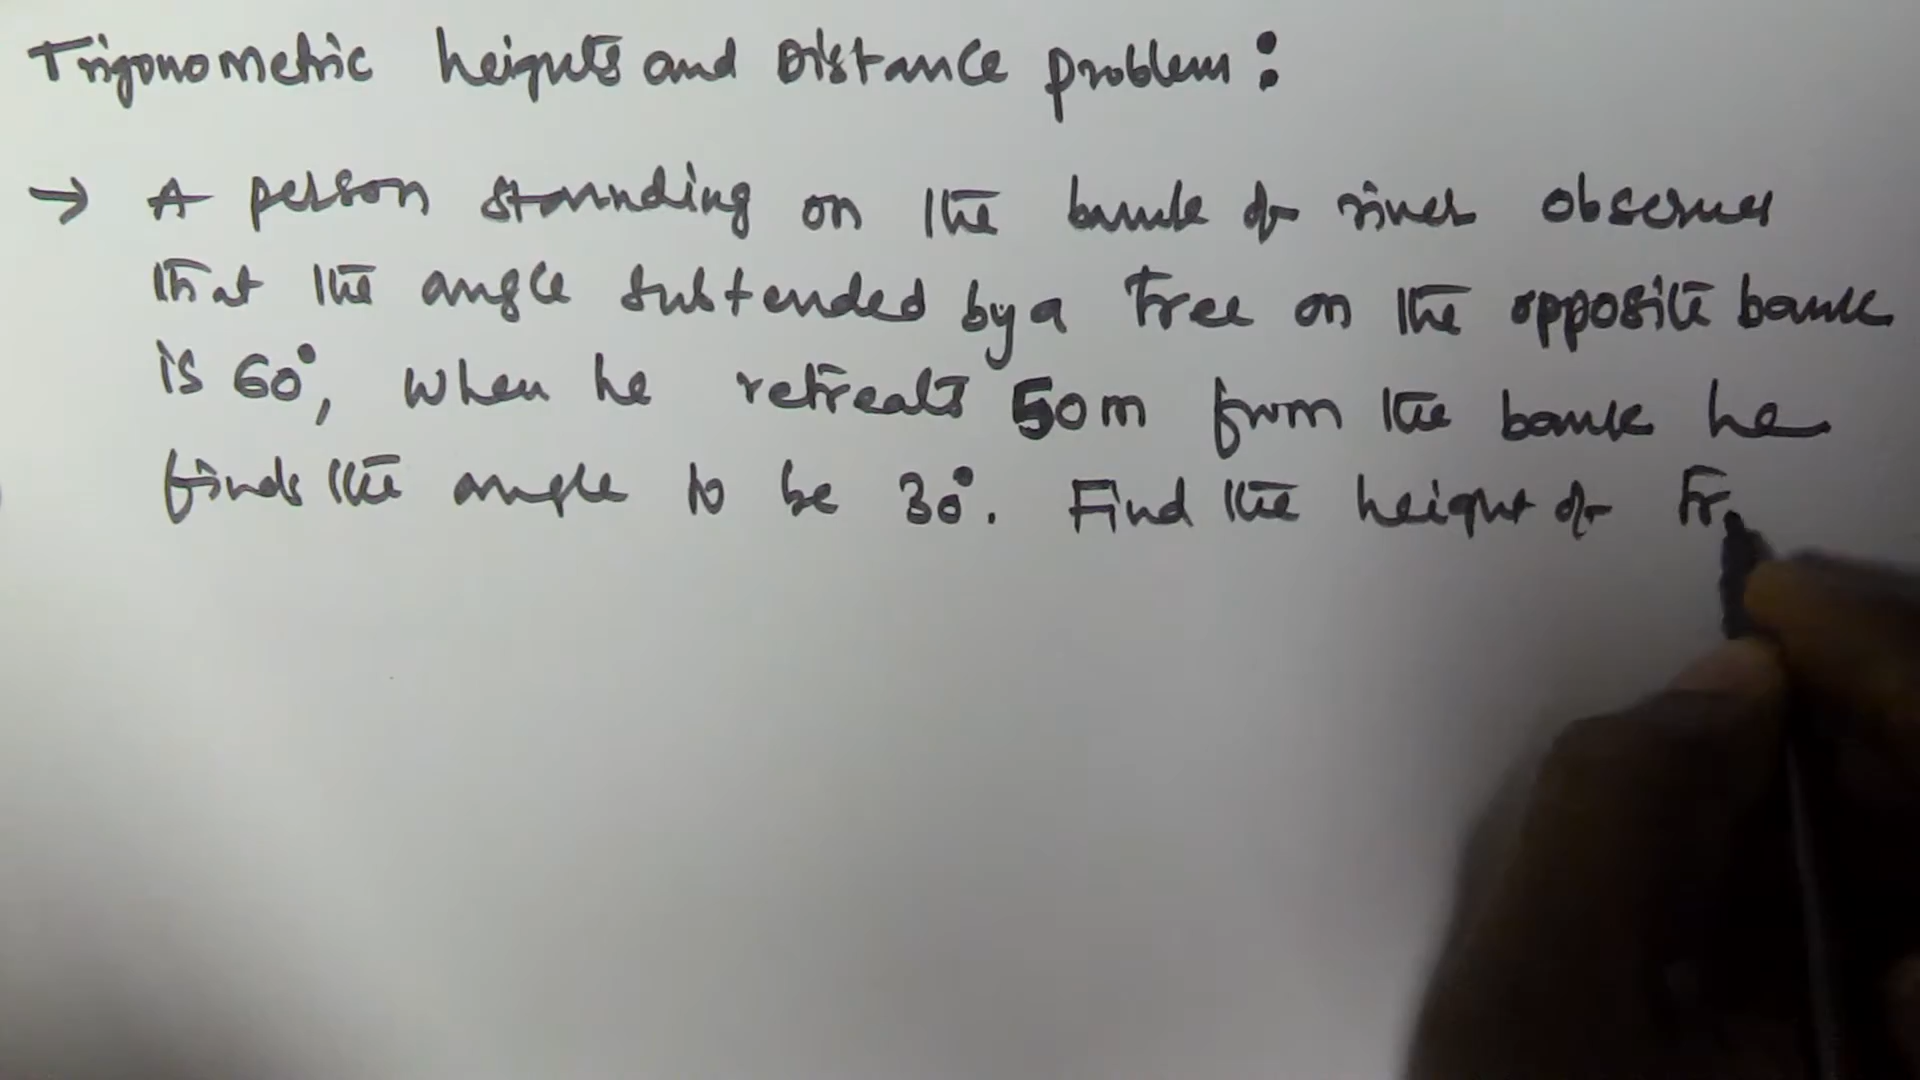 Trigonometric heights and Distance problem:
→ A person standing on the bank of river observes
that the angle subtended by a tree on the opposite bank
is 60°, when he retreats 50m from the bank he
finds the angle to be 30°. Find the height of Tr